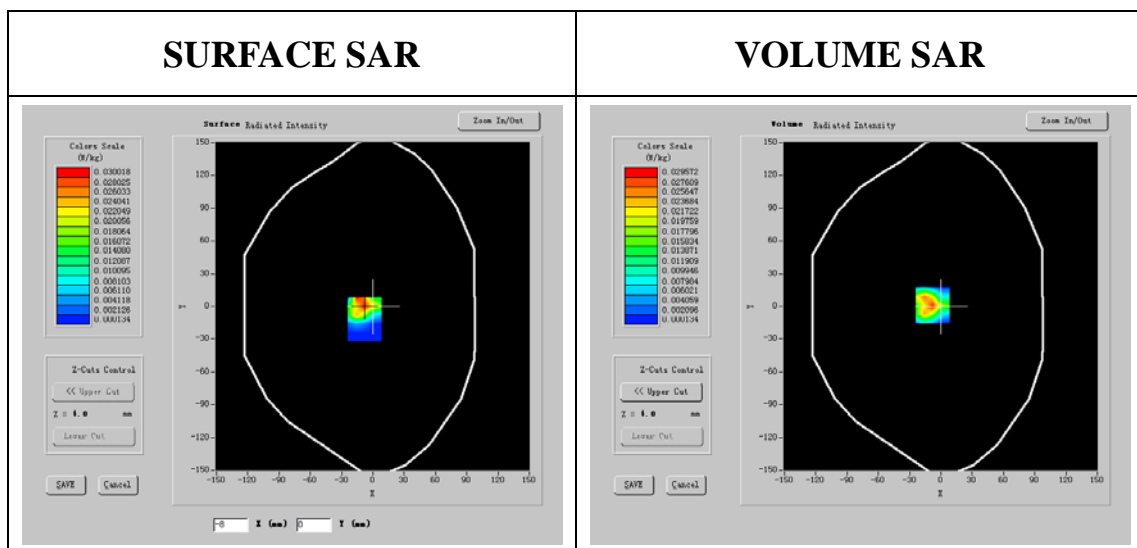 SURFACE SAR
VOLUME SAR
Surface Radiated Intensity
Zoom In/Out
Colors Scale
(W/kg)
0.030018
0.028025
0.026033
0.024041
0.022049
0.020056
0.018064
0.016072
0.014080
0.012087
0.010095
0.008103
0.006110
0.004118
0.002126
0.000134
Z-Cuts Control
<< Upper Cut
Z = 4.0 mm
Lower Cut
SAVE
Cancel
150
120
90
60
30
0
-30
-60
-90
-120
-150
Y
-150 -120 -90 -60 -30 0 30 60 90 120 150
X
-8 X (mm) 0 Y (mm)
Volume Radiated Intensity
Zoom In/Out
Colors Scale
(W/kg)
0.029572
0.027609
0.025647
0.023684
0.021722
0.019759
0.017796
0.015834
0.013871
0.011909
0.009946
0.007984
0.006021
0.004059
0.002096
0.000134
Z-Cuts Control
<< Upper Cut
Z = 4.0 mm
Lower Cut
SAVE
Cancel
150
120
90
60
30
0
-30
-60
-90
-120
-150
Y
-150 -120 -90 -60 -30 0 30 60 90 120 150
X